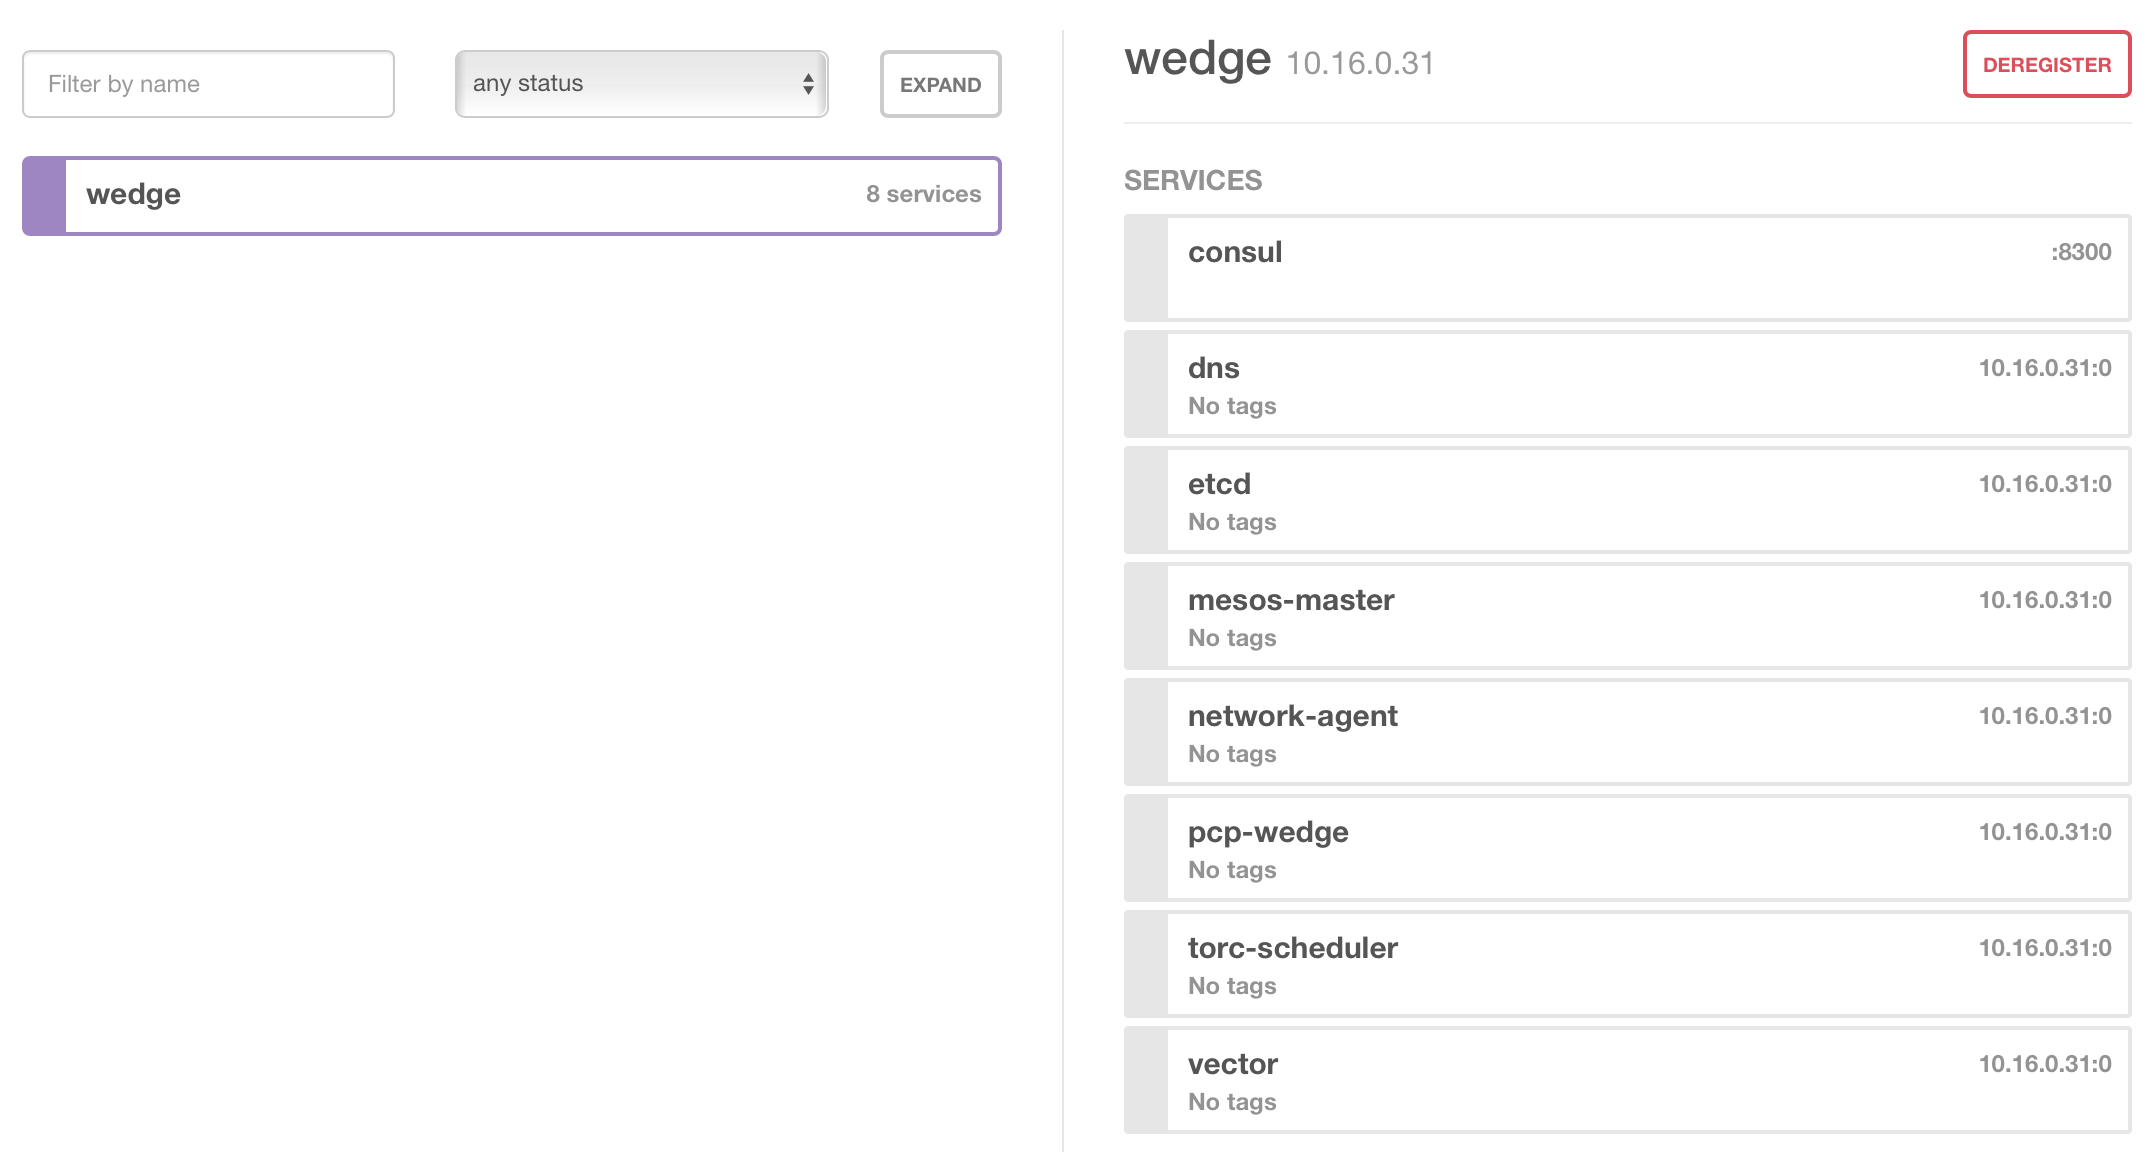 Filter by name
any status
EXPAND
wedge
8 services
wedge 10.16.0.31
DEREGISTER
SERVICES
consul
:8300
dns
10.16.0.31:0
No tags
etcd
10.16.0.31:0
No tags
mesos-master
10.16.0.31:0
No tags
network-agent
10.16.0.31:0
No tags
pcp-wedge
10.16.0.31:0
No tags
torc-scheduler
10.16.0.31:0
No tags
vector
10.16.0.31:0
No tags